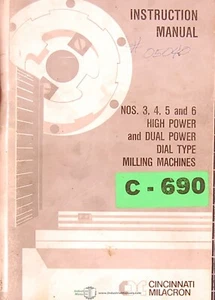 INSTRUCTION
MANUAL
# 05040
NOS. 3, 4, 5 and 6
HIGH POWER
and DUAL POWER
DIAL TYPE
MILLING MACHINES
C - 690
CINCINNATI
MILACRON